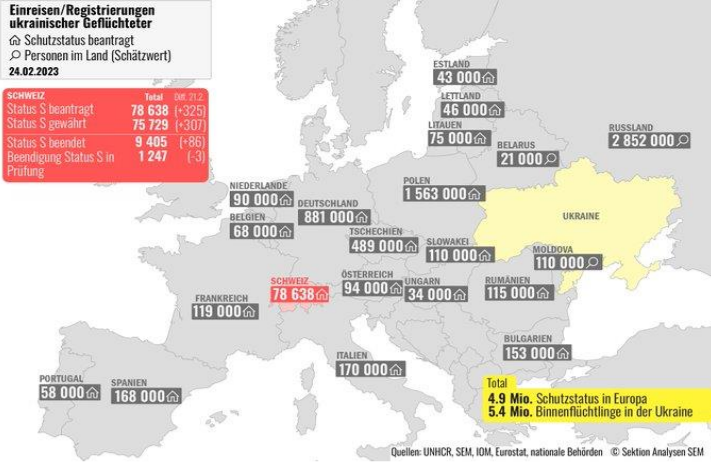 Einreisen/Registrierungen
ukrainischer Geflüchteter
Schutzstatus beantragt
Personen im Land (Schätzwert)
24.02.2023
SCHWEIZ Total Diff. 21.2.
Status S beantragt 78 638 (+325)
Status S gewährt 75 729 (+307)
Status S beendet 9 405 (+86)
Beendigung Status S in 1 247 (-3)
Prüfung
ESTLAND
43 000
LETTLAND
46 000
LITAUEN
75 000
BELARUS
21 000
RUSSLAND
2 852 000
POLEN
1 563 000
NIEDERLANDE
90 000
DEUTSCHLAND
881 000
BELGIEN
68 000
UKRAINE
TSCHECHIEN
489 000
SLOWAKEI
110 000
MOLDOVA
110 000
SCHWEIZ
78 638
ÖSTERREICH
94 000
UNGARN
34 000
RUMÄNIEN
115 000
FRANKREICH
119 000
BULGARIEN
153 000
ITALIEN
170 000
PORTUGAL
58 000
SPANIEN
168 000
Total
4.9 Mio. Schutzstatus in Europa
5.4 Mio. Binnenflüchtlinge in der Ukraine
Quellen: UNHCR, SEM, IOM, Eurostat, nationale Behörden © Sektion Analysen SEM